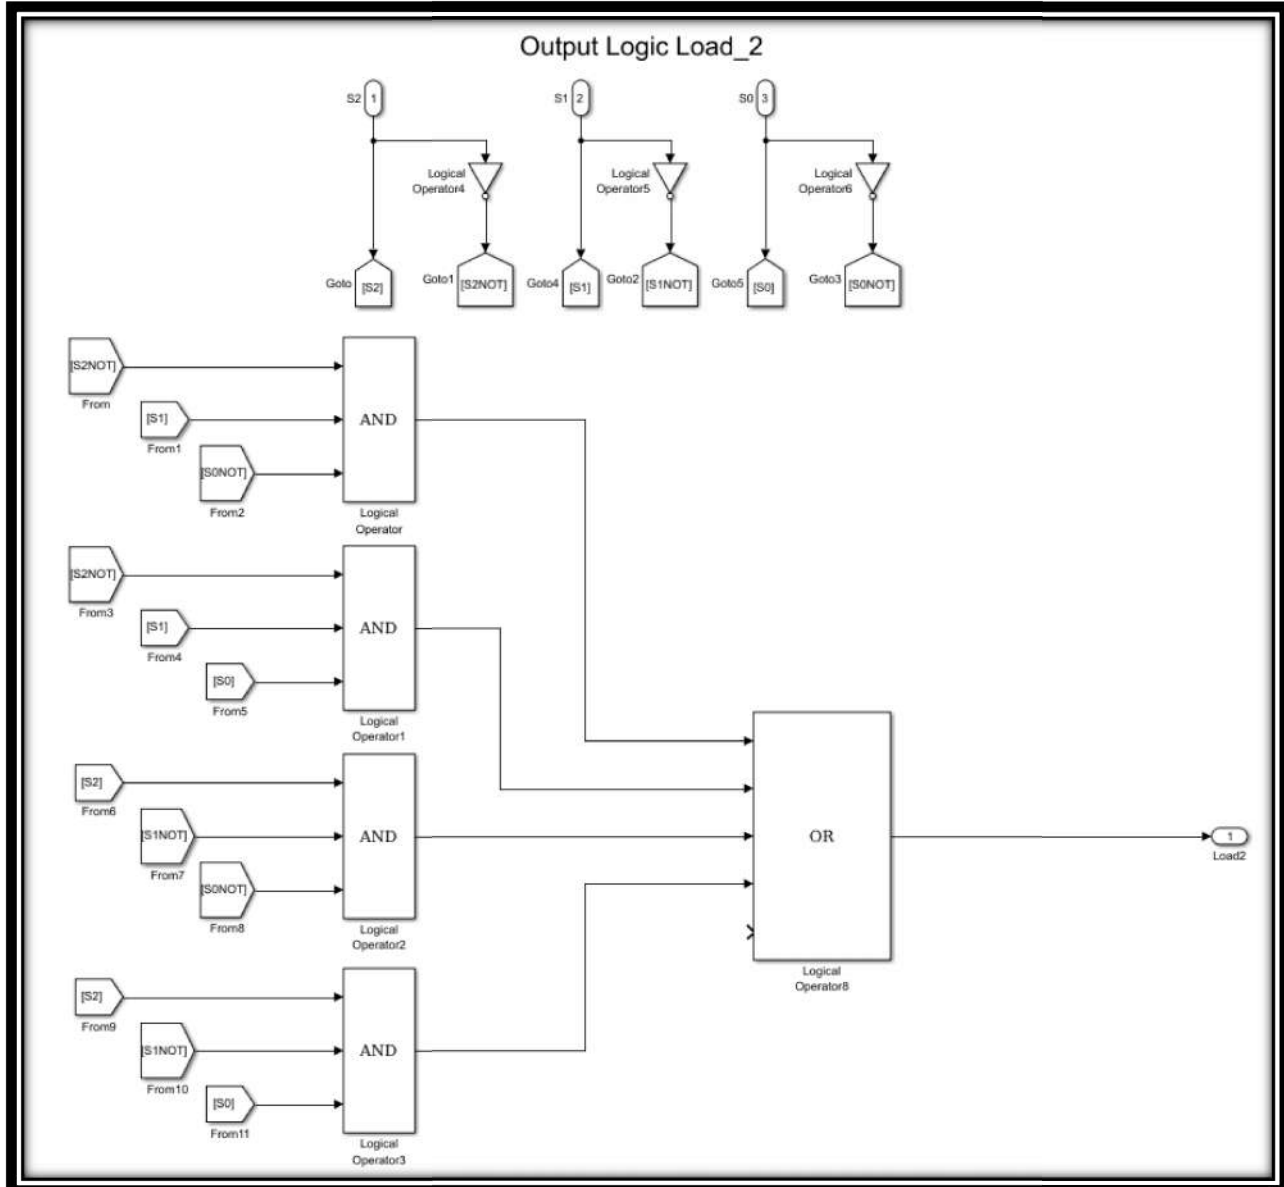 Output Logic Load_2
S2
1
S1
2
S0
3
Logical
Operator4
Logical
Operator5
Logical
Operator6
Goto
[S2]
Goto1
[S2NOT]
Goto4
[S1]
Goto2
[S1NOT]
Goto5
[S0]
Goto3
[S0NOT]
[S2NOT]
From
[S1]
From1
[S0NOT]
From2
AND
Logical
Operator
[S2NOT]
From3
[S1]
From4
[S0]
From5
AND
Logical
Operator1
[S2]
From6
[S1NOT]
From7
[S0NOT]
From8
AND
Logical
Operator2
[S2]
From9
[S1NOT]
From10
[S0]
From11
AND
Logical
Operator3
OR
Logical
Operator8
1
Load2